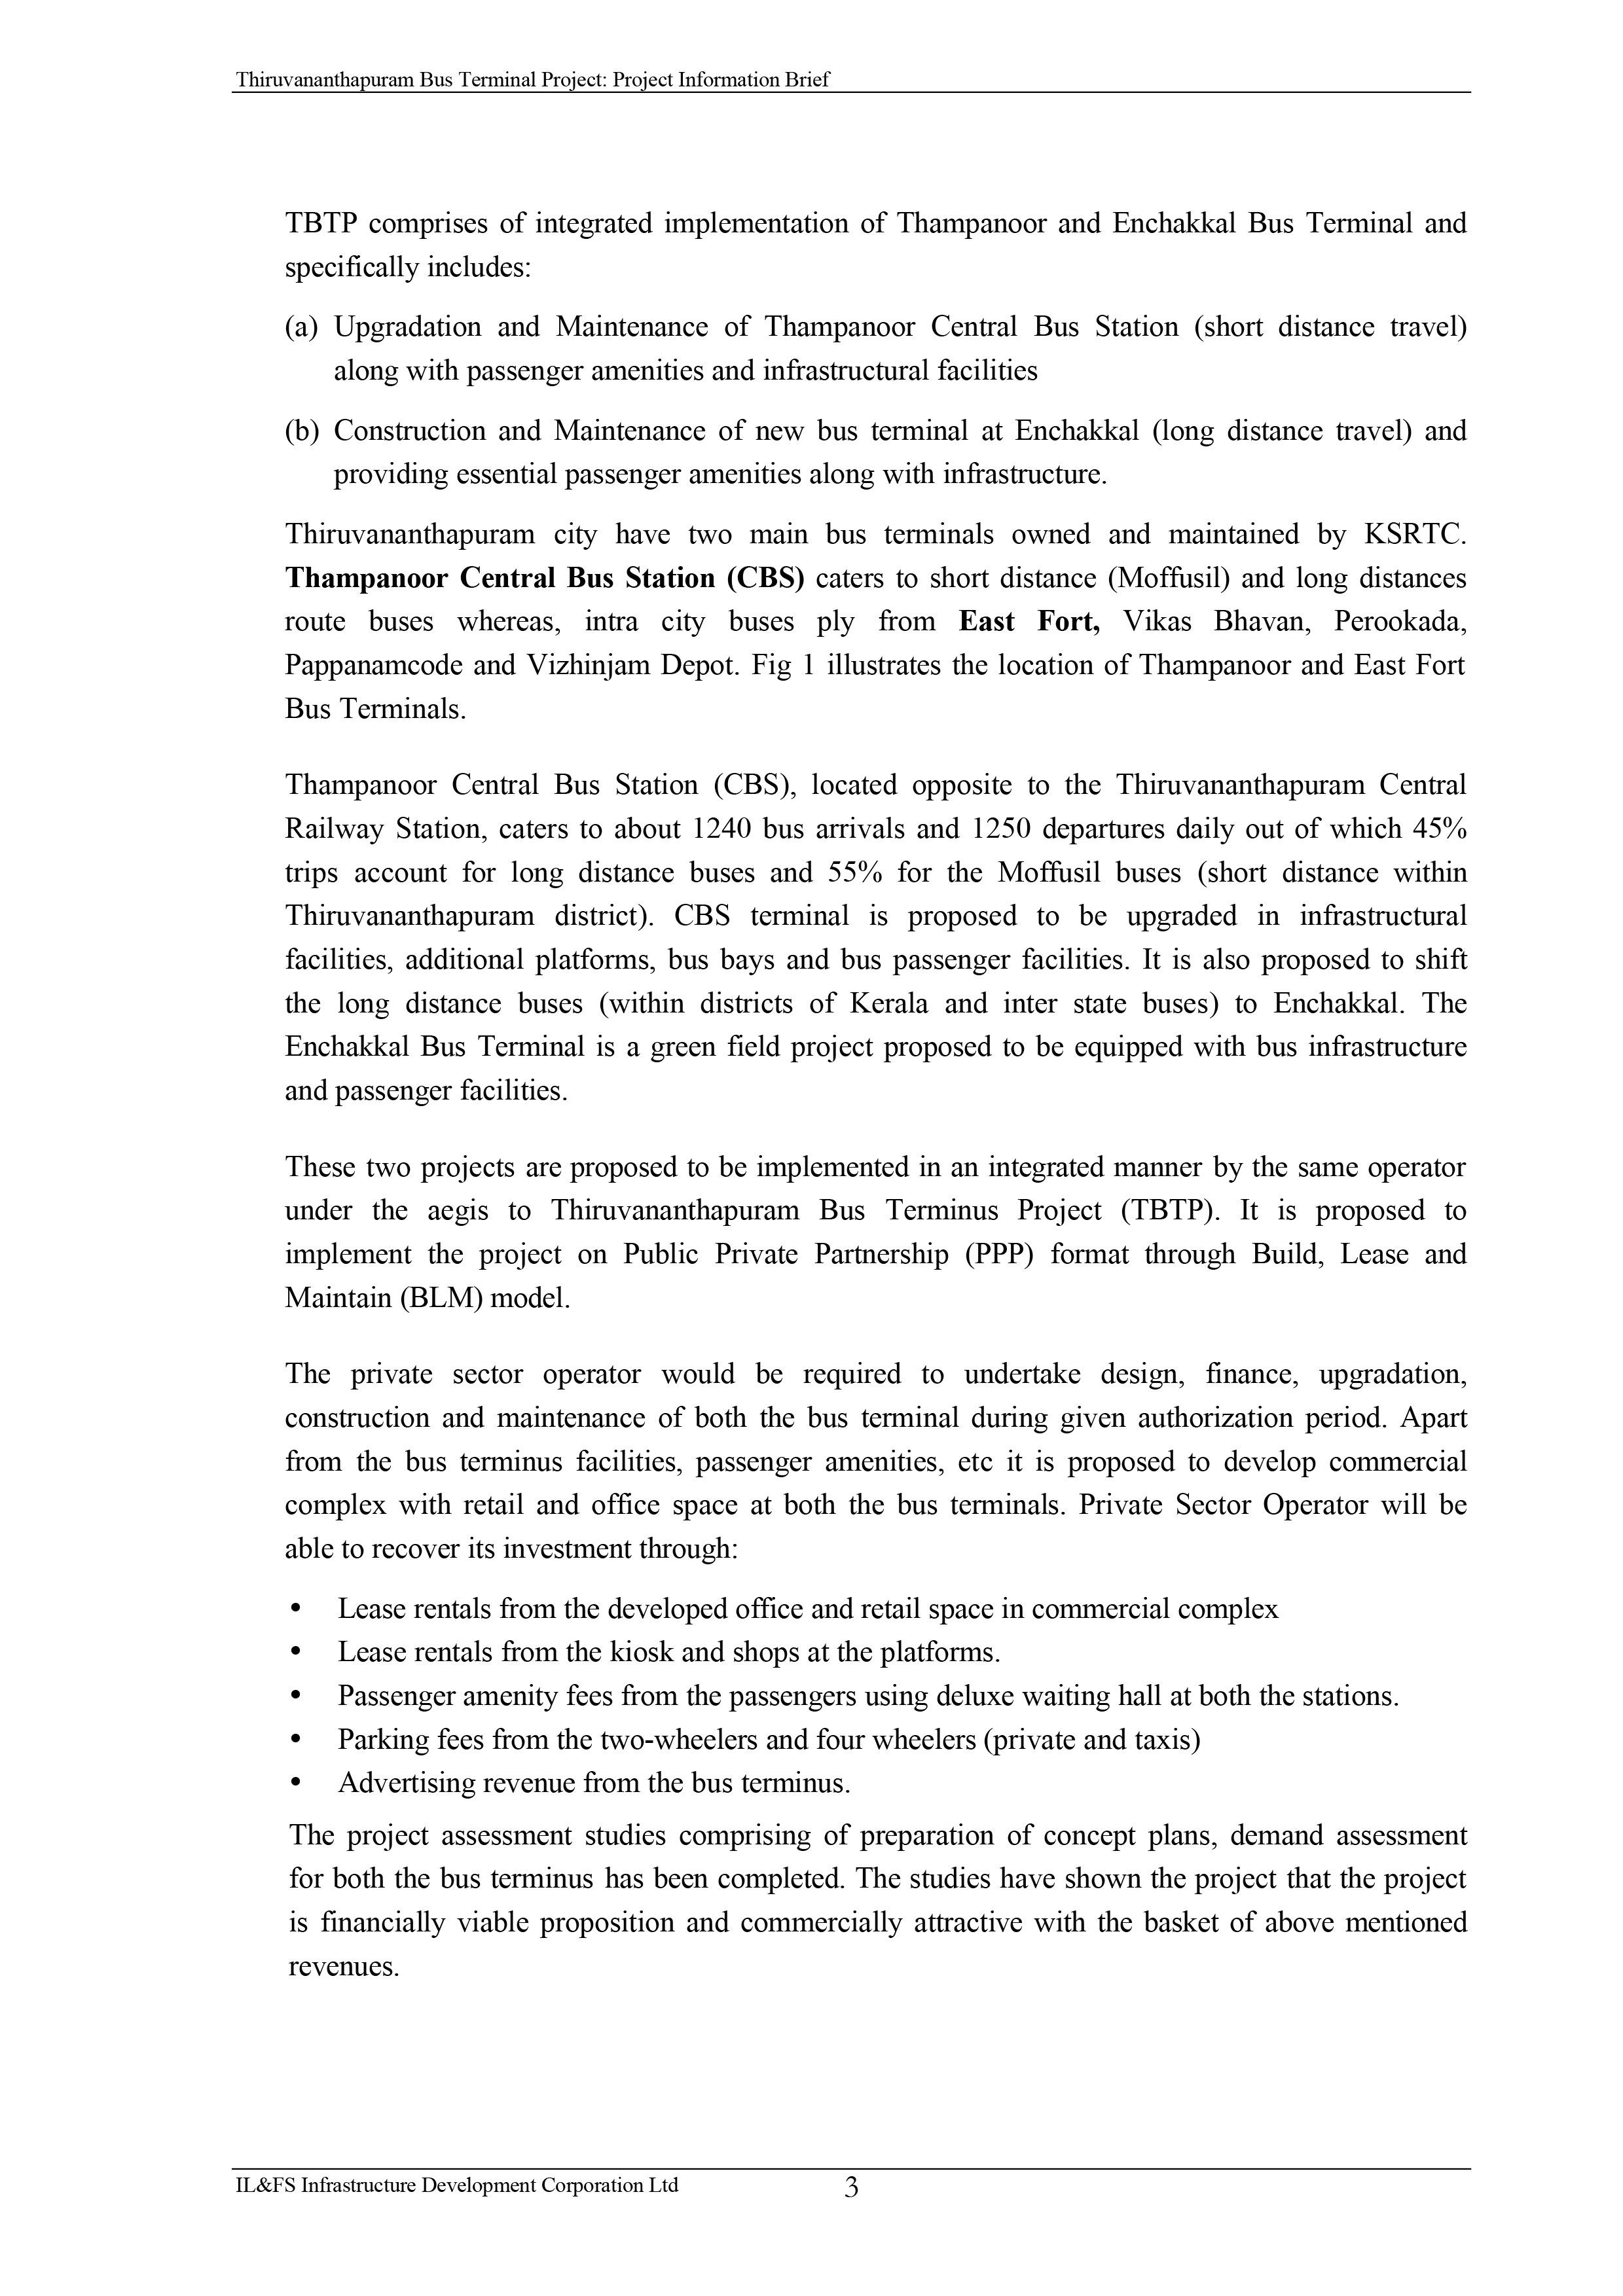 Thiruvananthapuram Bus Terminal Project: Project Information Brief
TBTP comprises of integrated implementation of Thampanoor and Enchakkal Bus Terminal and
specifically includes:
(a) Upgradation and Maintenance of Thampanoor Central Bus Station (short distance travel)
along with passenger amenities and infrastructural facilities
(b) Construction and Maintenance of new bus terminal at Enchakkal (long distance travel) and
providing essential passenger amenities along with infrastructure.
Thiruvananthapuram city have two main bus terminals owned and maintained by KSRTC.
Thampanoor Central Bus Station (CBS) caters to short distance (Moffusil) and long distances
route buses whereas, intra city buses ply from East Fort, Vikas Bhavan, Perookada,
Pappanamcode and Vizhinjam Depot. Fig 1 illustrates the location of Thampanoor and East Fort
Bus Terminals.
Thampanoor Central Bus Station (CBS), located opposite to the Thiruvananthapuram Central
Railway Station, caters to about 1240 bus arrivals and 1250 departures daily out of which 45%
trips account for long distance buses and 55% for the Moffusil buses (short distance within
Thiruvananthapuram district). CBS terminal is proposed to be upgraded in infrastructural
facilities, additional platforms, bus bays and bus passenger facilities. It is also proposed to shift
the long distance buses (within districts of Kerala and inter state buses) to Enchakkal. The
Enchakkal Bus Terminal is a green field project proposed to be equipped with bus infrastructure
and passenger facilities.
These two projects are proposed to be implemented in an integrated manner by the same operator
under the aegis to Thiruvananthapuram Bus Terminus Project (TBTP). It is proposed to
implement the project on Public Private Partnership (PPP) format through Build, Lease and
Maintain (BLM) model.
The private sector operator would be required to undertake design, finance, upgradation,
construction and maintenance of both the bus terminal during given authorization period. Apart
from the bus terminus facilities, passenger amenities, etc it is proposed to develop commercial
complex with retail and office space at both the bus terminals. Private Sector Operator will be
able to recover its investment through:
• Lease rentals from the developed office and retail space in commercial complex
• Lease rentals from the kiosk and shops at the platforms.
• Passenger amenity fees from the passengers using deluxe waiting hall at both the stations.
• Parking fees from the two-wheelers and four wheelers (private and taxis)
• Advertising revenue from the bus terminus.
The project assessment studies comprising of preparation of concept plans, demand assessment
for both the bus terminus has been completed. The studies have shown the project that the project
is financially viable proposition and commercially attractive with the basket of above mentioned
revenues.
IL&FS Infrastructure Development Corporation Ltd 3